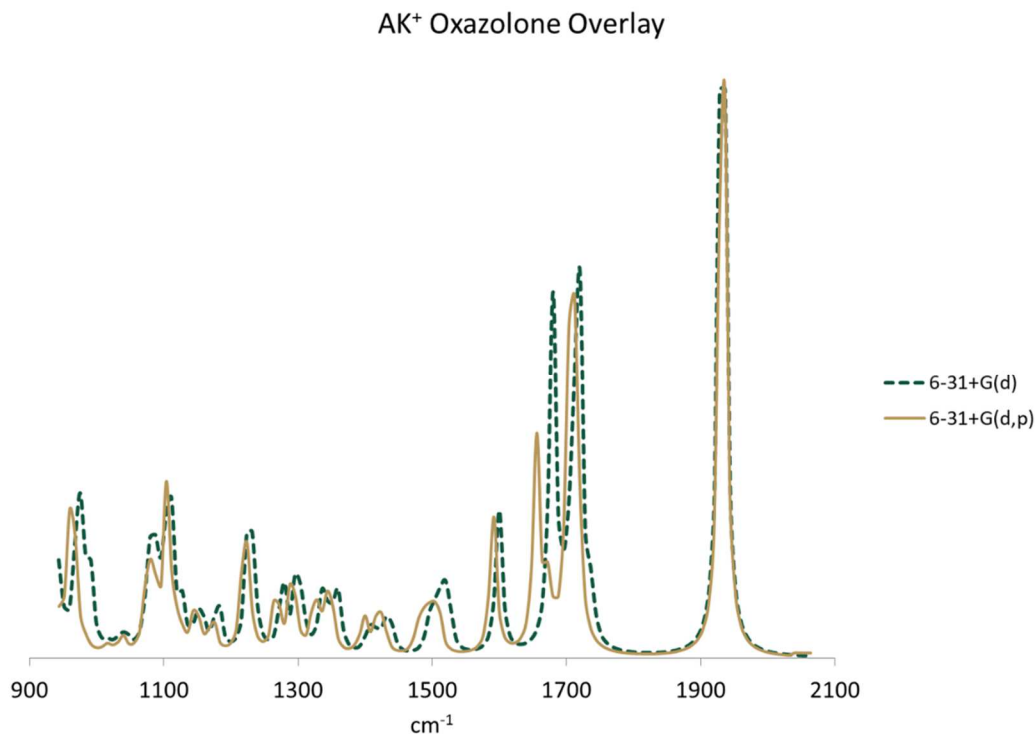 AK⁺ Oxazolone Overlay
6-31+G(d)
6-31+G(d,p)
900 1100 1300 1500 1700 1900 2100
cm⁻¹